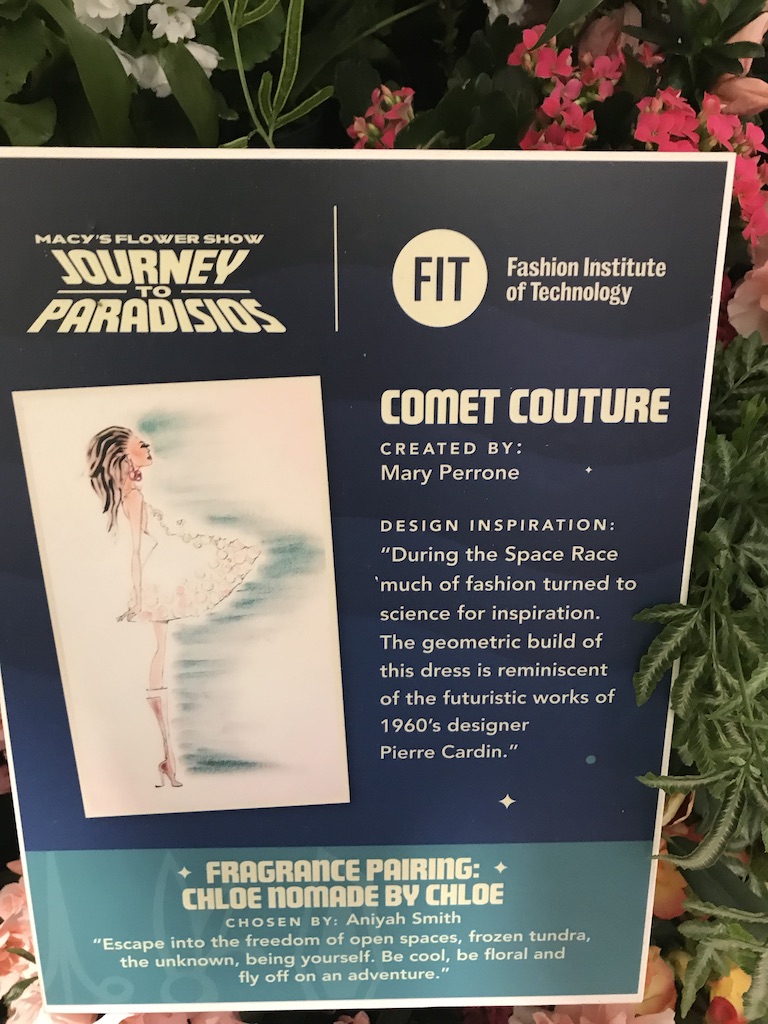 MACY'S FLOWER SHOW
JOURNEY
TO
PARADISIOS
FIT
Fashion Institute
of Technology
COMET COUTURE
CREATED BY:
Mary Perrone
DESIGN INSPIRATION:
“During the Space Race
much of fashion turned to
science for inspiration.
The geometric build of
this dress is reminiscent
of the futuristic works of
1960's designer
Pierre Cardin.”
FRAGRANCE PAIRING:
CHLOE NOMADE BY CHLOE
CHOSEN BY: Aniyah Smith
“Escape into the freedom of open spaces, frozen tundra,
the unknown, being yourself. Be cool, be floral and
fly off on an adventure.”